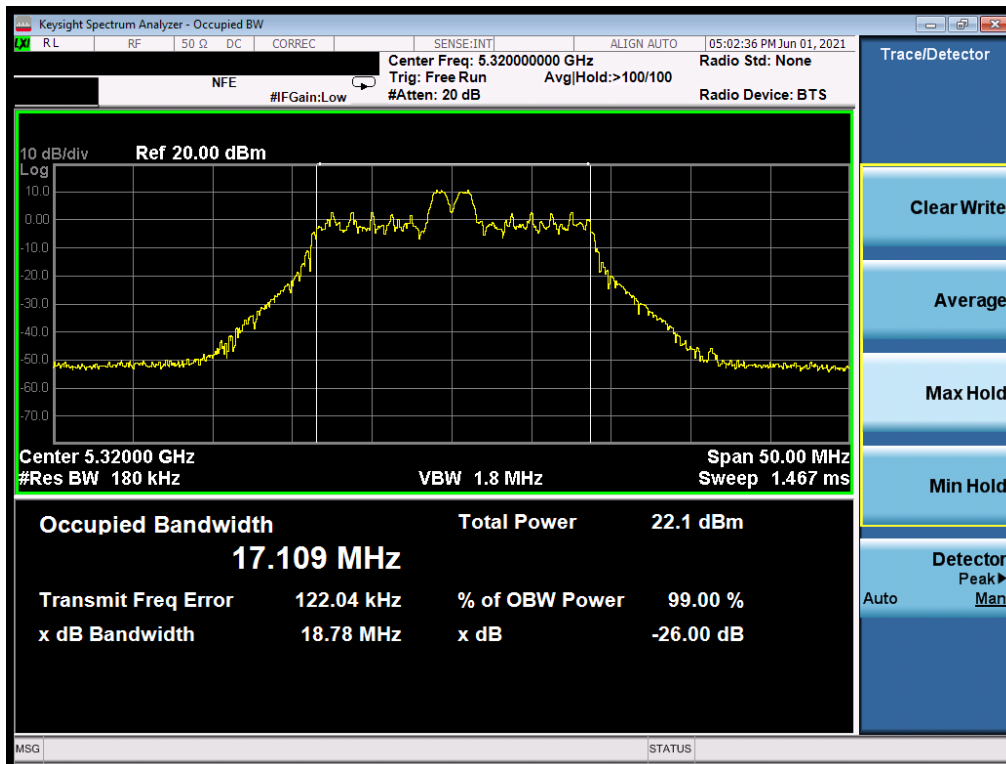 Keysight Spectrum Analyzer - Occupied BW
LXI RL RF 50 Ω DC CORREC SENSE:INT ALIGN AUTO 05:02:36 PM Jun 01, 2021
Center Freq: 5.320000000 GHz Radio Std: None
NFE Trig: Free Run Avg|Hold:>100/100
#IFGain:Low #Atten: 20 dB Radio Device: BTS
10 dB/div Ref 20.00 dBm
Log
10.0
0.00
-10.0
-20.0
-30.0
-40.0
-50.0
-60.0
-70.0
Center 5.32000 GHz Span 50.00 MHz
#Res BW 180 kHz VBW 1.8 MHz Sweep 1.467 ms
Occupied Bandwidth Total Power 22.1 dBm
17.109 MHz
Transmit Freq Error 122.04 kHz % of OBW Power 99.00 %
x dB Bandwidth 18.78 MHz x dB -26.00 dB
MSG STATUS
Trace/Detector
Clear Write
Average
Max Hold
Min Hold
Detector
Peak▶
Auto Man